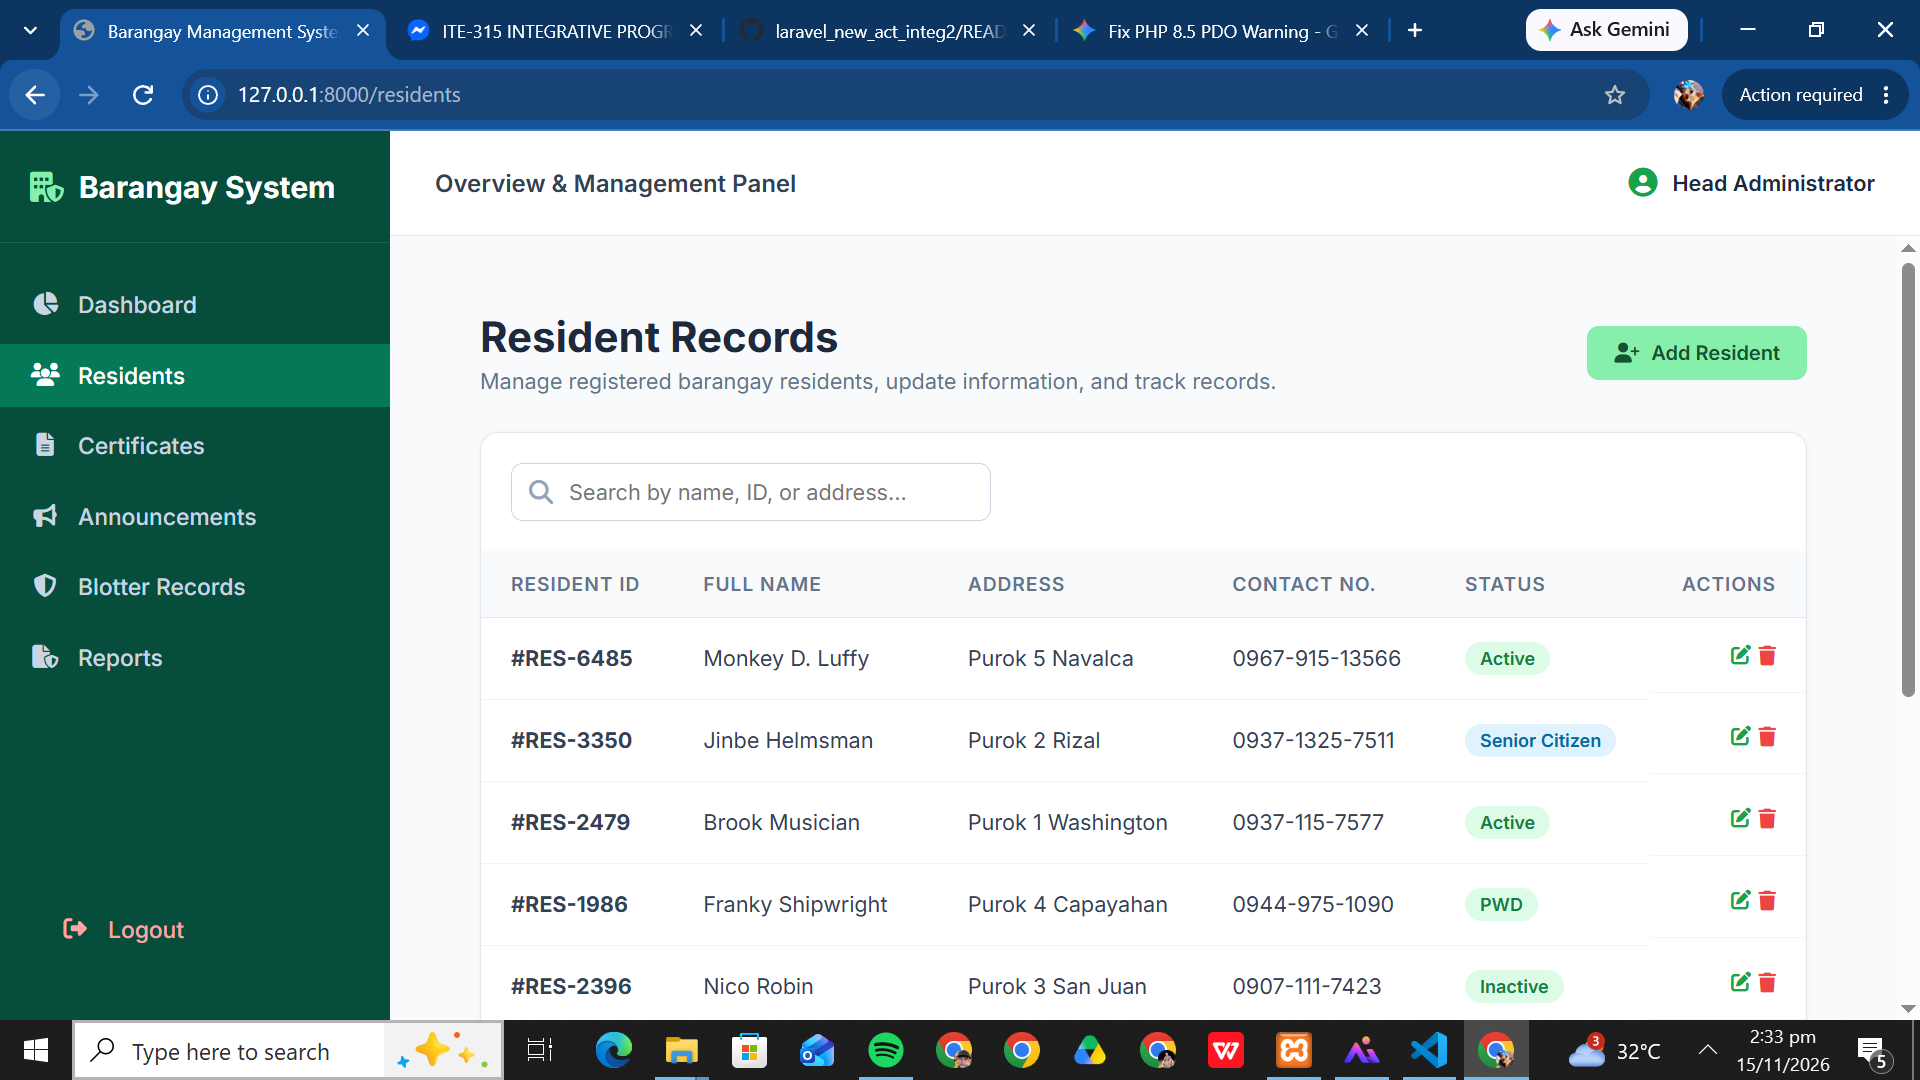 Barangay Management Syste
ITE-315 INTEGRATIVE PROGR
laravel_new_act_integ2/READ
Fix PHP 8.5 PDO Warning - G
Ask Gemini
127.0.0.1:8000/residents
Action required
Barangay System
Overview & Management Panel
Head Administrator
Dashboard
Residents
Certificates
Announcements
Blotter Records
Reports
Logout
Resident Records
Manage registered barangay residents, update information, and track records.
Add Resident
Search by name, ID, or address...
RESIDENT ID FULL NAME ADDRESS CONTACT NO. STATUS ACTIONS
#RES-6485 Monkey D. Luffy Purok 5 Navalca 0967-915-13566 Active
#RES-3350 Jinbe Helmsman Purok 2 Rizal 0937-1325-7511 Senior Citizen
#RES-2479 Brook Musician Purok 1 Washington 0937-115-7577 Active
#RES-1986 Franky Shipwright Purok 4 Capayahan 0944-975-1090 PWD
#RES-2396 Nico Robin Purok 3 San Juan 0907-111-7423 Inactive
Type here to search
3
32°C
2:33 pm
15/11/2026
5